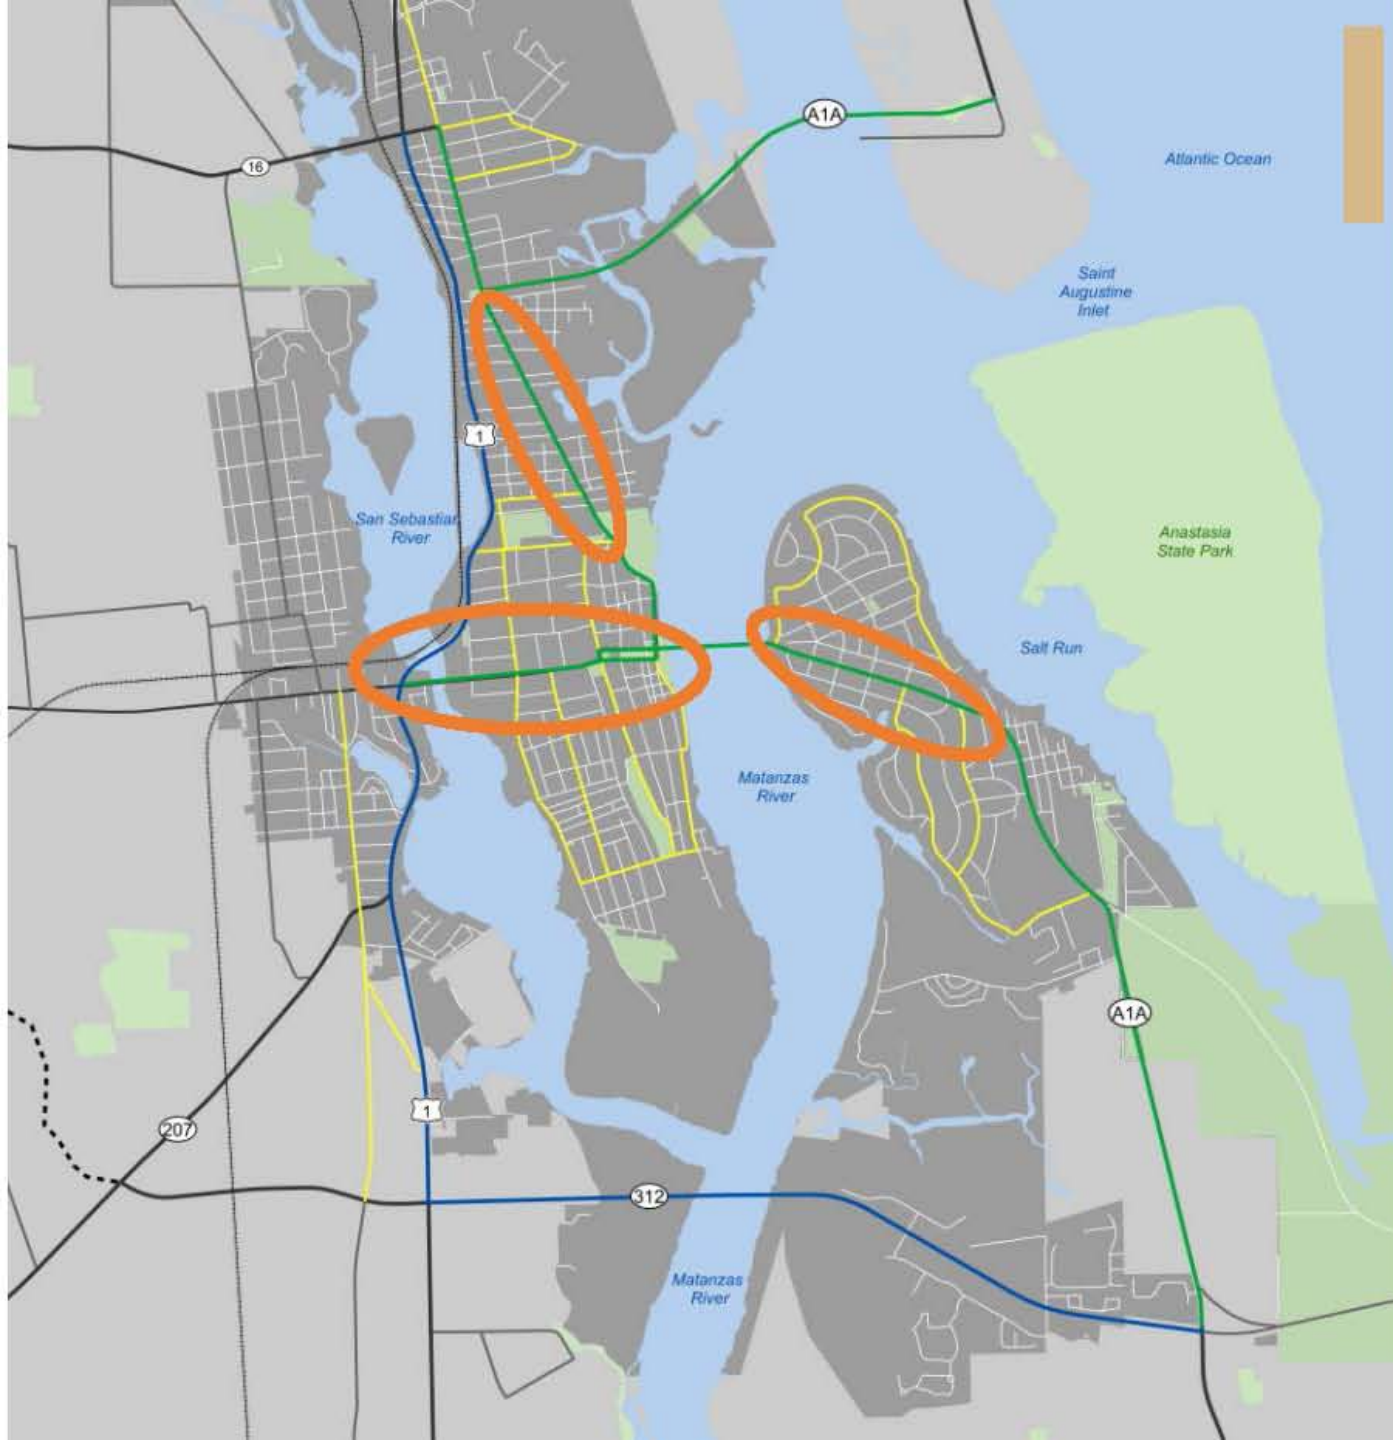 A1A
Atlantic Ocean
16
Saint
Augustine
Inlet
1
San Sebastian
River
Anastasia
State Park
Salt Run
Matanzas
River
A1A
1
207
312
Matanzas
River